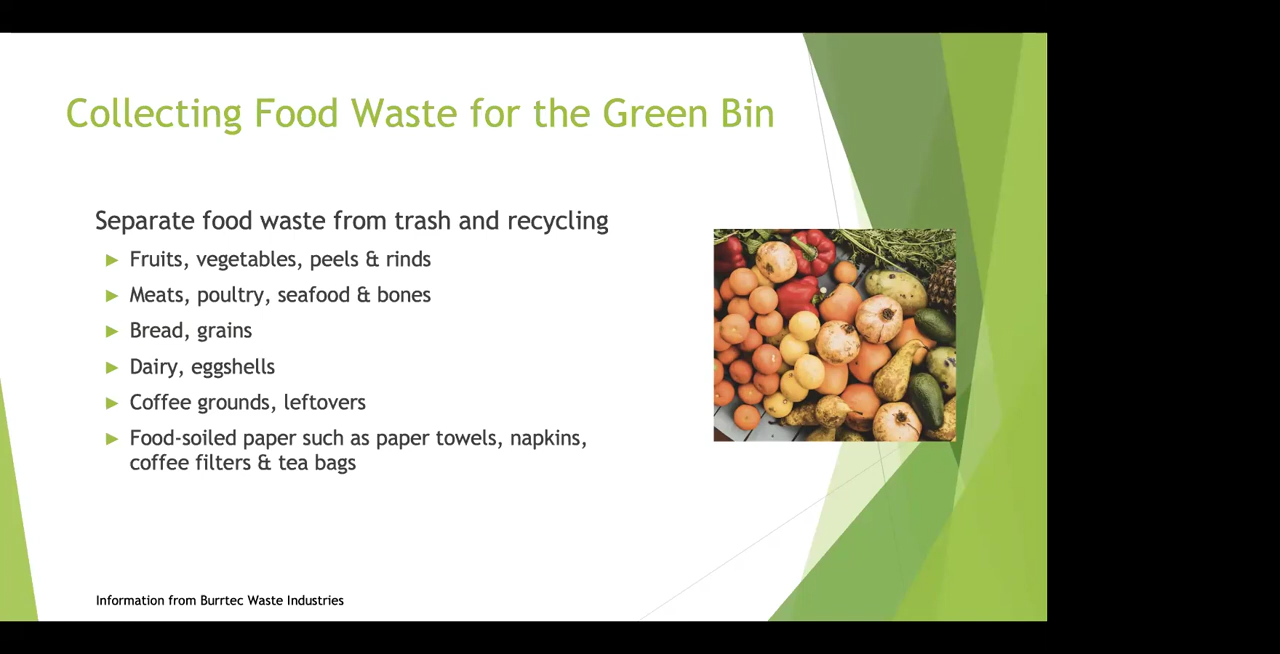 Collecting Food Waste for the Green Bin
Separate food waste from trash and recycling
Fruits, vegetables, peels & rinds
Meats, poultry, seafood & bones
Bread, grains
Dairy, eggshells
Coffee grounds, leftovers
Food-soiled paper such as paper towels, napkins,
coffee filters & tea bags
Information from Burrtec Waste Industries